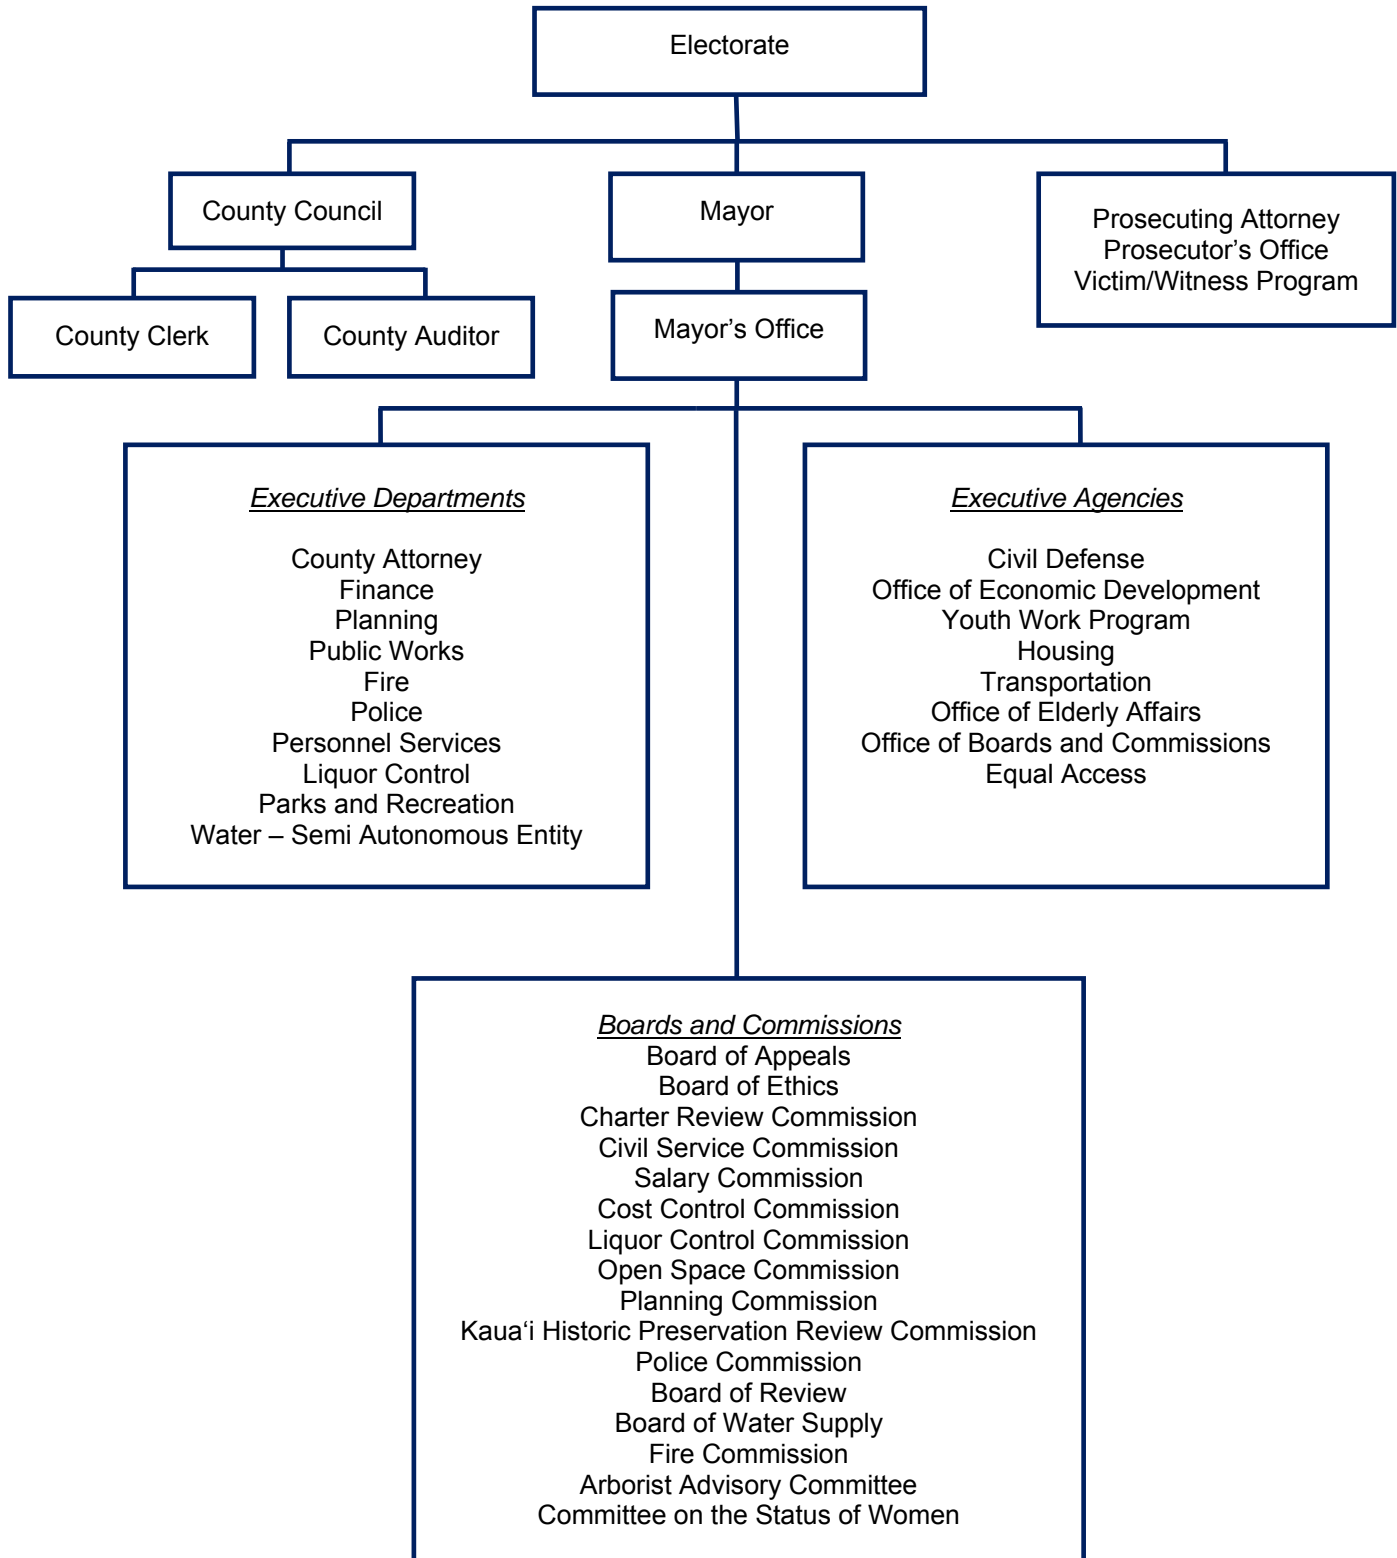 Electorate
County Council
Mayor
Prosecuting Attorney
Prosecutor’s Office
Victim/Witness Program
County Clerk
County Auditor
Mayor’s Office
Executive Departments
County Attorney
Finance
Planning
Public Works
Fire
Police
Personnel Services
Liquor Control
Parks and Recreation
Water – Semi Autonomous Entity
Executive Agencies
Civil Defense
Office of Economic Development
Youth Work Program
Housing
Transportation
Office of Elderly Affairs
Office of Boards and Commissions
Equal Access
Boards and Commissions
Board of Appeals
Board of Ethics
Charter Review Commission
Civil Service Commission
Salary Commission
Cost Control Commission
Liquor Control Commission
Open Space Commission
Planning Commission
Kaua‘i Historic Preservation Review Commission
Police Commission
Board of Review
Board of Water Supply
Fire Commission
Arborist Advisory Committee
Committee on the Status of Women